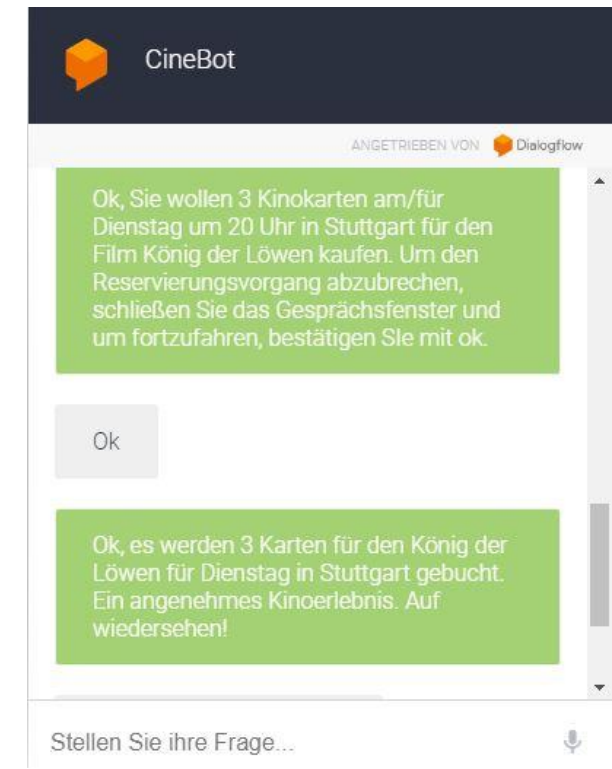 CineBot
ANGETRIEBEN VON Dialogflow
Ok, Sie wollen 3 Kinokarten am/für
Dienstag um 20 Uhr in Stuttgart für den
Film König der Löwen kaufen. Um den
Reservierungsvorgang abzubrechen,
schließen Sie das Gesprächsfenster und
um fortzufahren, bestätigen SIe mit ok.
Ok
Ok, es werden 3 Karten für den König der
Löwen für Dienstag in Stuttgart gebucht.
Ein angenehmes Kinoerlebnis. Auf
wiedersehen!
Stellen Sie ihre Frage...